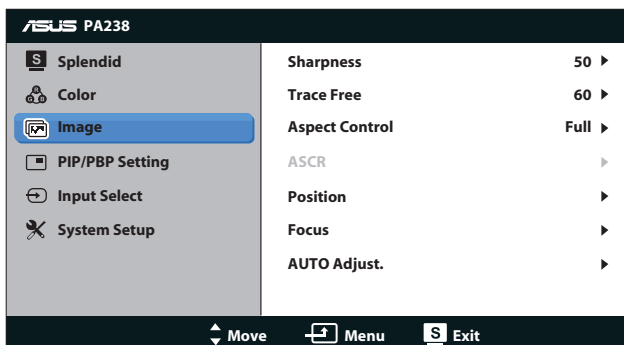 ASUS PA238
S Splendid
Color
Image
PIP/PBP Setting
Input Select
System Setup
Sharpness 50
Trace Free 60
Aspect Control Full
ASCR
Position
Focus
AUTO Adjust.
Move Menu S Exit